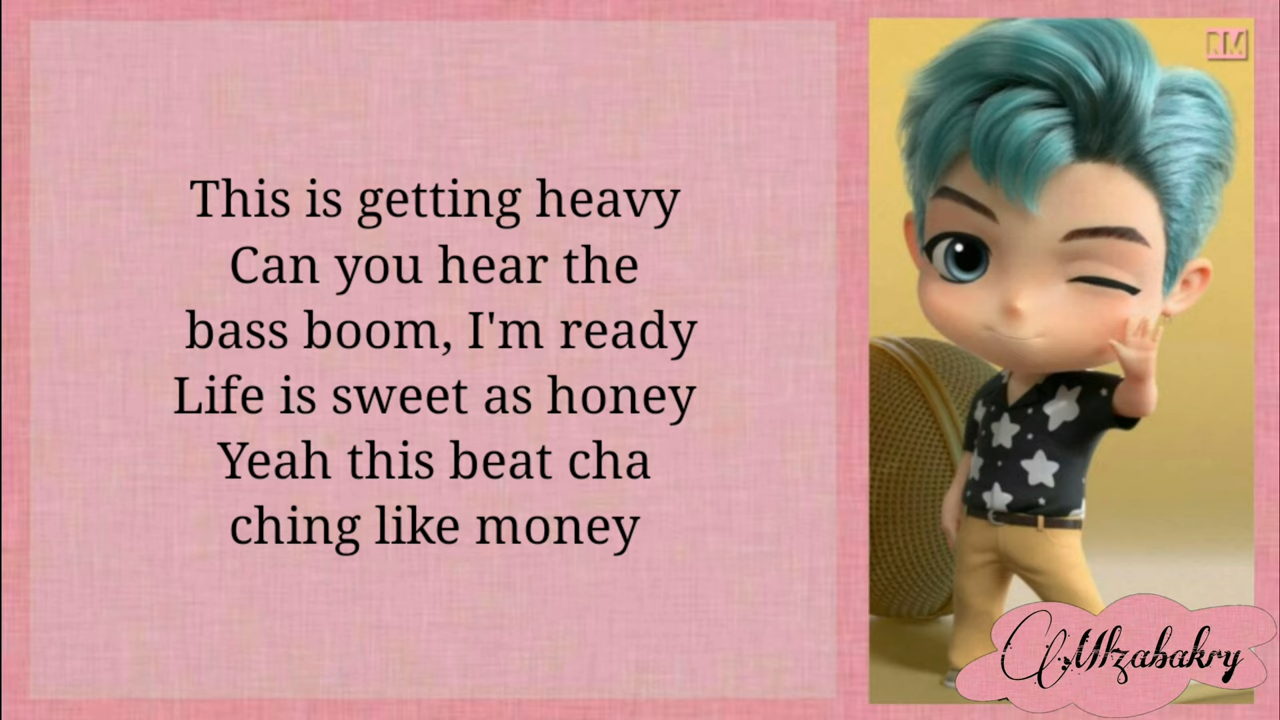 This is getting heavy
Can you hear the
bass boom, I'm ready
Life is sweet as honey
Yeah this beat cha
ching like money
RM